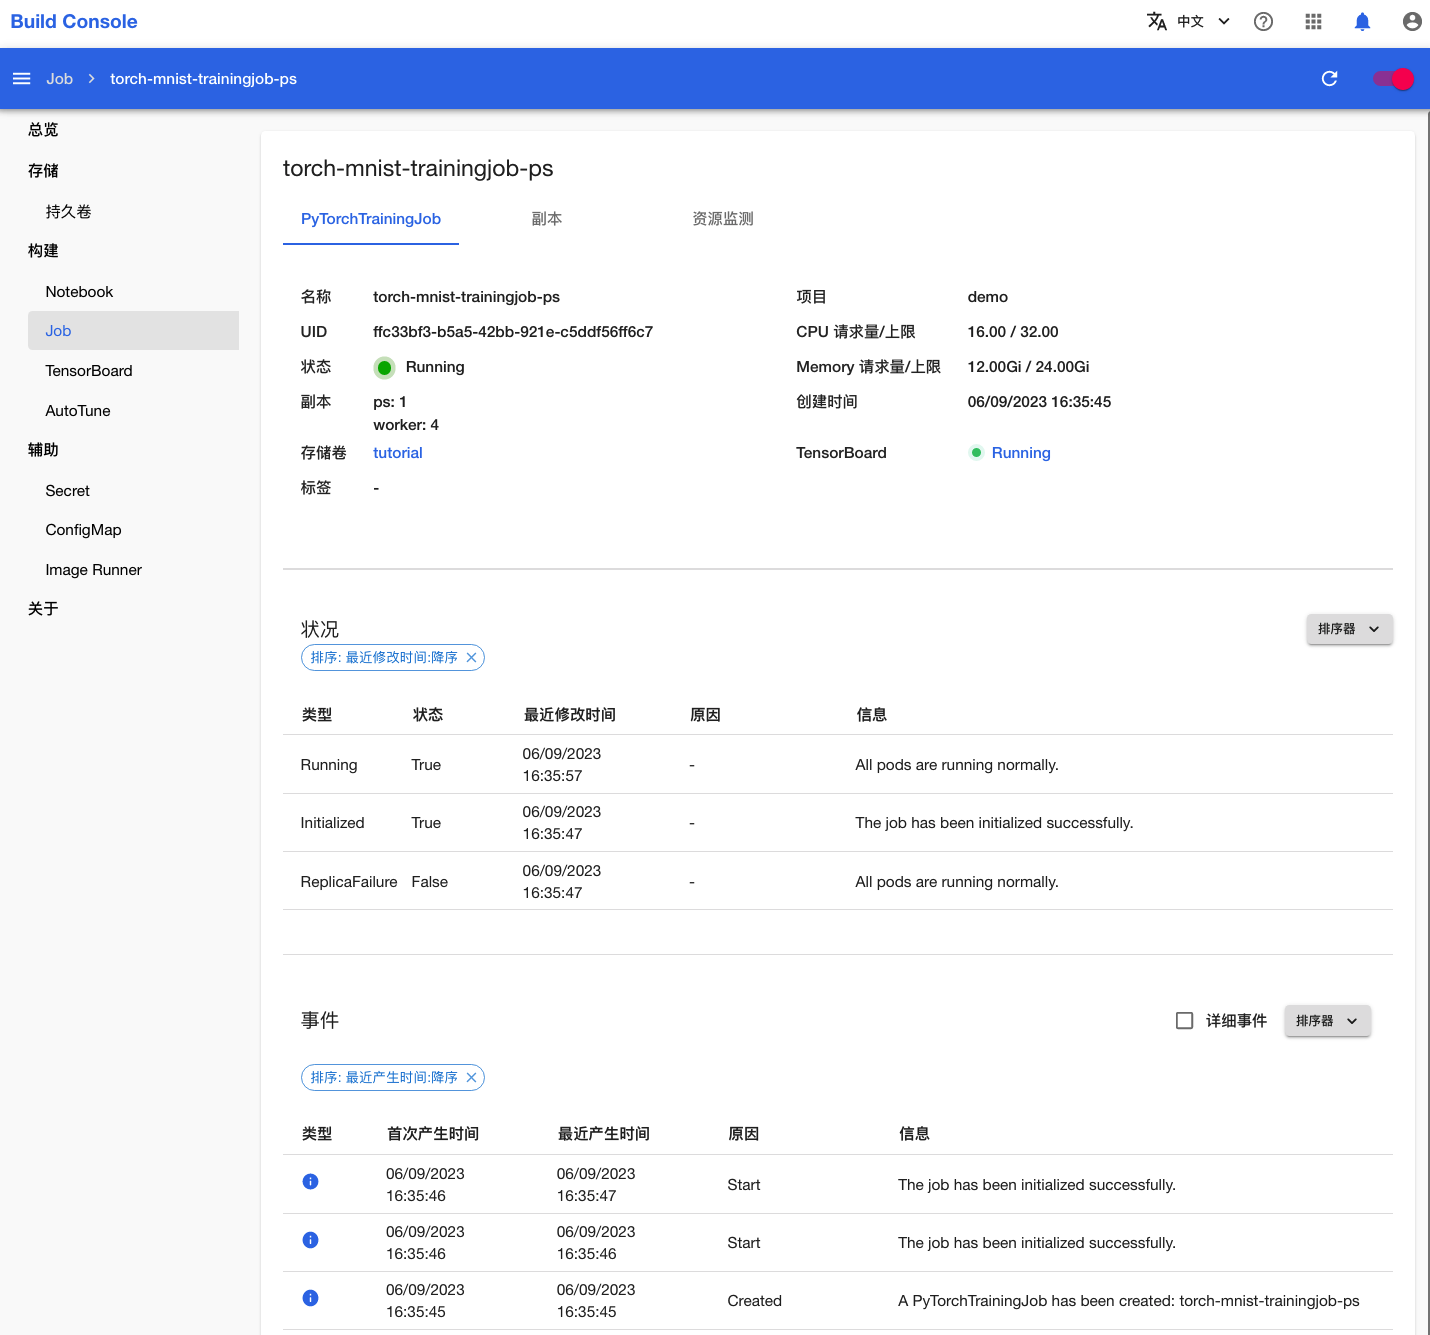 Build Console
中文
Job
torch-mnist-trainingjob-ps
总览
存储
持久卷
构建
Notebook
Job
TensorBoard
AutoTune
辅助
Secret
ConfigMap
Image Runner
关于
torch-mnist-trainingjob-ps
PyTorchTrainingJob 副本 资源监测
名称 torch-mnist-trainingjob-ps 项目 demo
UID ffc33bf3-b5a5-42bb-921e-c5ddf56ff6c7 CPU 请求量/上限 16.00 / 32.00
状态 Running Memory 请求量/上限 12.00Gi / 24.00Gi
副本 ps: 1 创建时间 06/09/2023 16:35:45
worker: 4
存储卷 tutorial TensorBoard Running
标签 -
状况 排序器
排序: 最近修改时间:降序
类型 状态 最近修改时间 原因 信息
Running True 06/09/2023 16:35:57 - All pods are running normally.
Initialized True 06/09/2023 16:35:47 - The job has been initialized successfully.
ReplicaFailure False 06/09/2023 16:35:47 - All pods are running normally.
事件 详细事件 排序器
排序: 最近产生时间:降序
类型 首次产生时间 最近产生时间 原因 信息
06/09/2023 16:35:46 06/09/2023 16:35:47 Start The job has been initialized successfully.
06/09/2023 16:35:46 06/09/2023 16:35:46 Start The job has been initialized successfully.
06/09/2023 16:35:45 06/09/2023 16:35:45 Created A PyTorchTrainingJob has been created: torch-mnist-trainingjob-ps